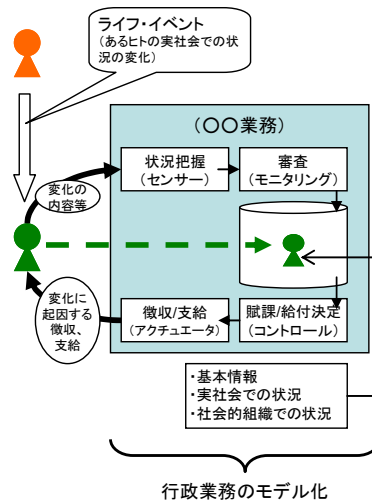 ライフ・イベント
(あるヒトの実社会での状
況の変化)
(〇〇業務)
状況把握
(センサー)
審査
(モニタリング)
変化の
内容等
変化に
起因する
徴収、
支給
徴収/支給
(アクチュエータ)
賦課/給付決定
(コントロール)
・基本情報
・実社会での状況
・社会的組織での状況
行政業務のモデル化